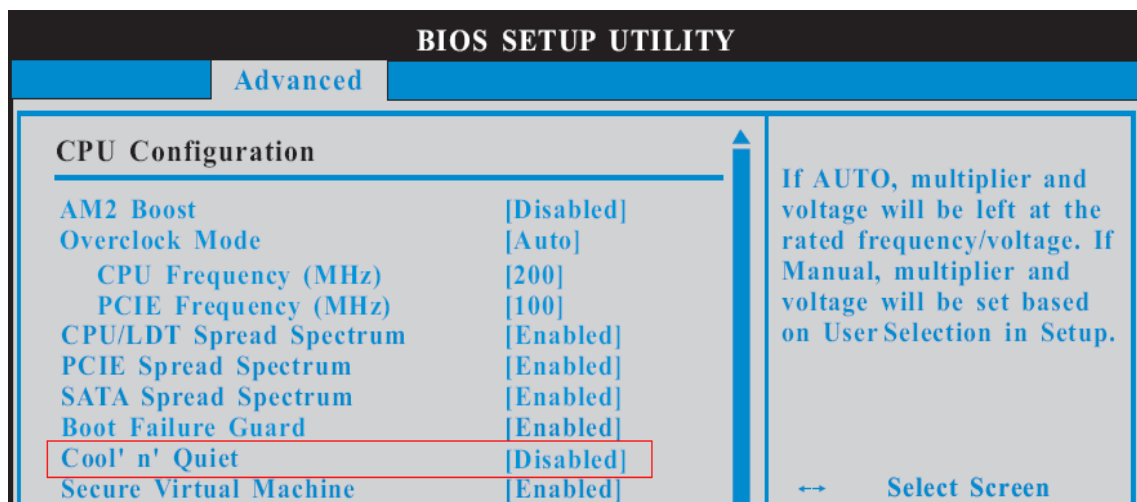 BIOS SETUP UTILITY
Advanced
CPU Configuration
AM2 Boost [Disabled]
Overclock Mode [Auto]
CPU Frequency (MHz) [200]
PCIE Frequency (MHz) [100]
CPU/LDT Spread Spectrum [Enabled]
PCIE Spread Spectrum [Enabled]
SATA Spread Spectrum [Enabled]
Boot Failure Guard [Enabled]
Cool' n' Quiet [Disabled]
Secure Virtual Machine [Enabled]
If AUTO, multiplier and
voltage will be left at the
rated frequency/voltage. If
Manual, multiplier and
voltage will be set based
on User Selection in Setup.
←→ Select Screen